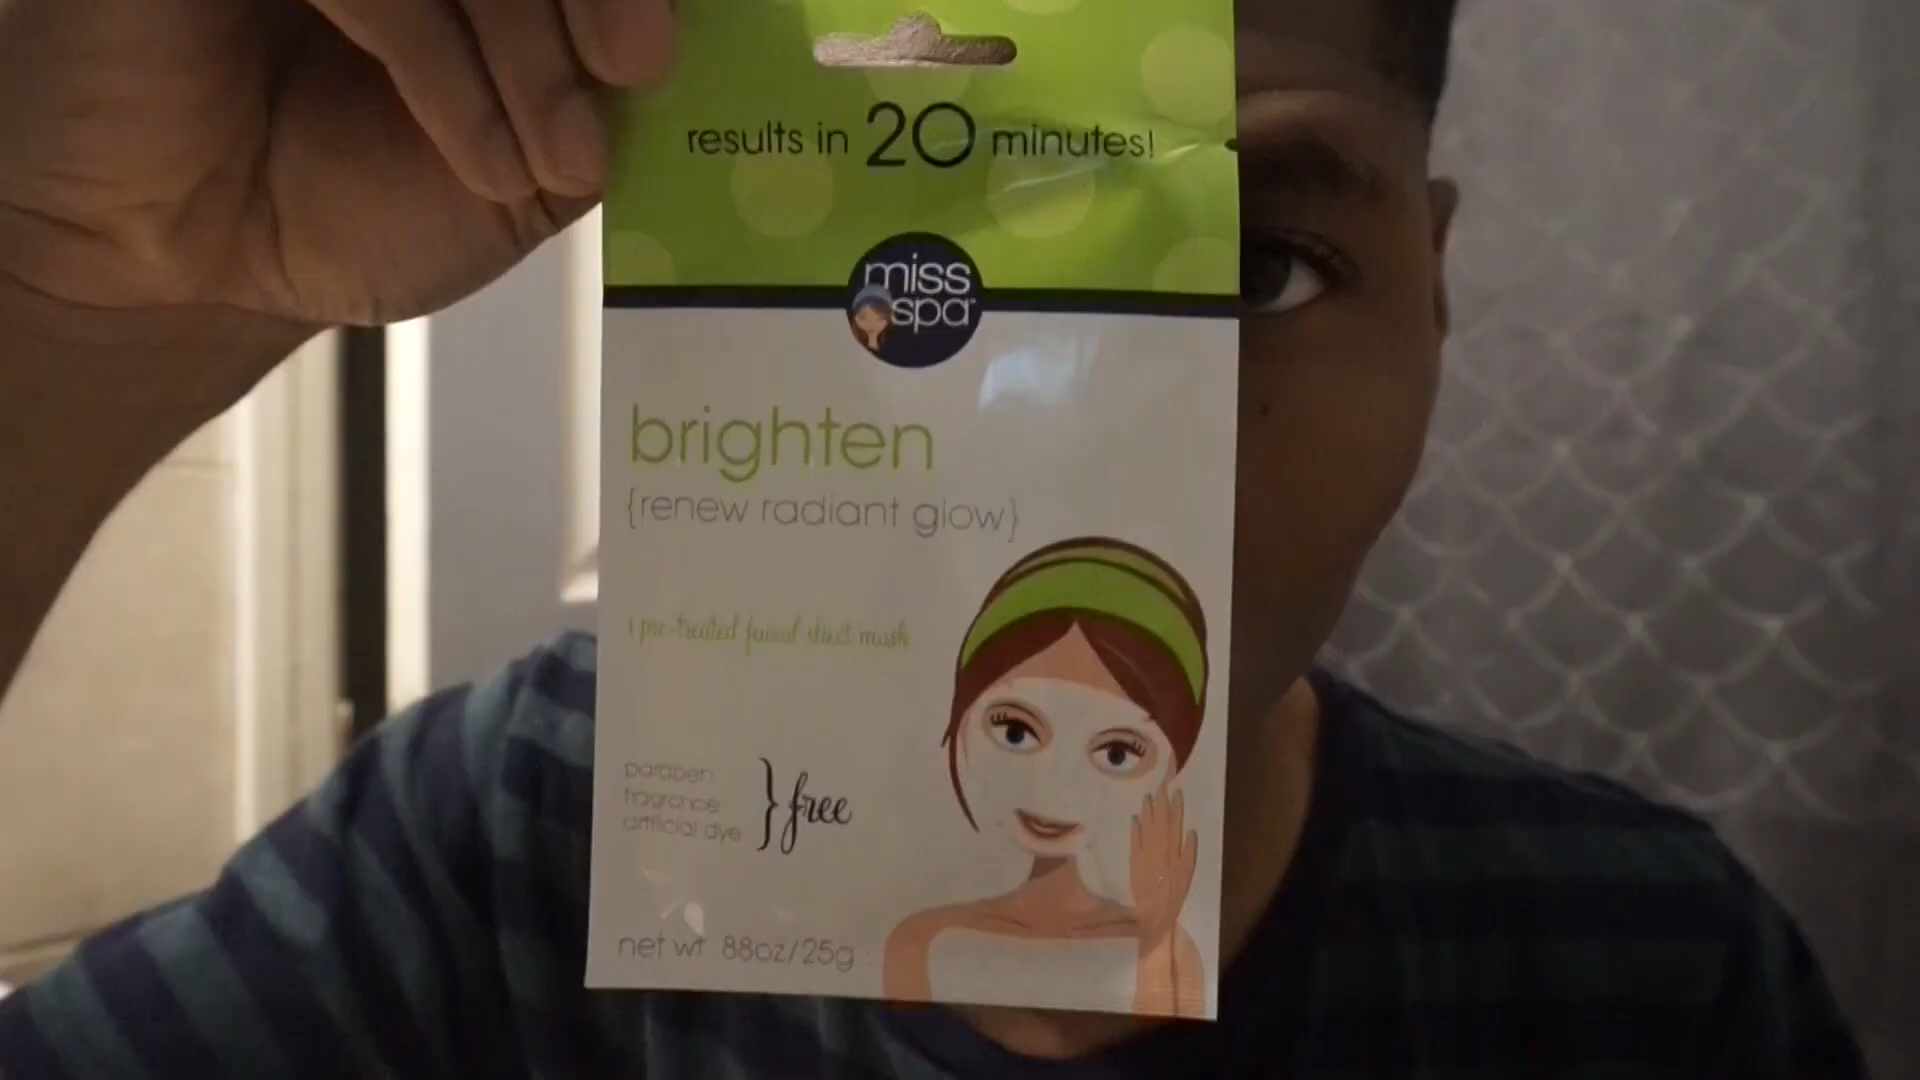 results in 20 minutes!
miss
spa
brighten
{renew radiant glow}
1 pre-treated facial sheet mask
paraben
fragrance
artificial dye
} free
net wt .88oz/25g